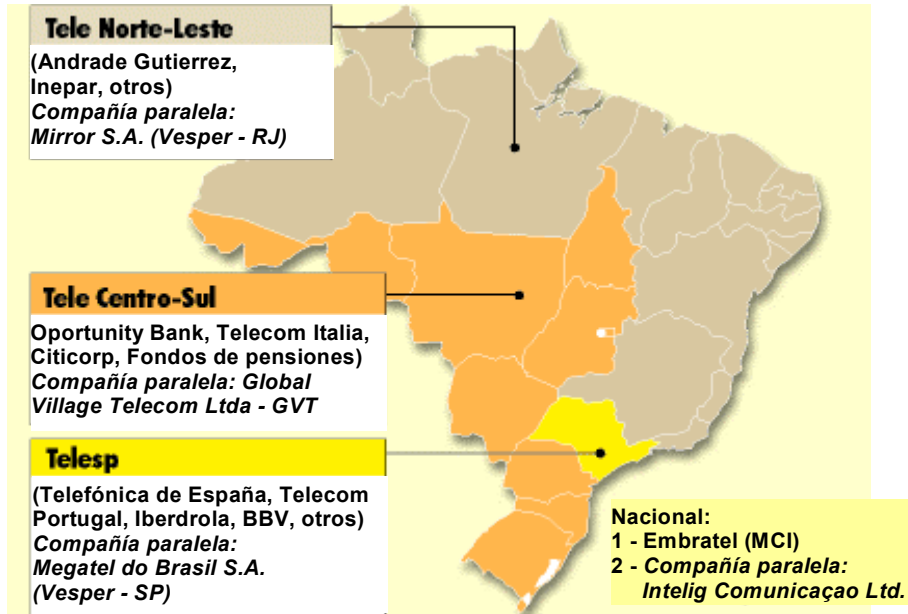 Tele Norte-Leste
(Andrade Gutierrez,
Inepar, otros)
Compañía paralela:
Mirror S.A. (Vesper - RJ)
Tele Centro-Sul
Oportunity Bank, Telecom Italia,
Citicorp, Fondos de pensiones)
Compañía paralela: Global
Village Telecom Ltda - GVT
Telesp
(Telefónica de España, Telecom
Portugal, Iberdrola, BBV, otros)
Compañía paralela:
Megatel do Brasil S.A.
(Vesper - SP)
Nacional:
1 - Embratel (MCI)
2 - Compañía paralela:
Intelig Comunicaçao Ltd.